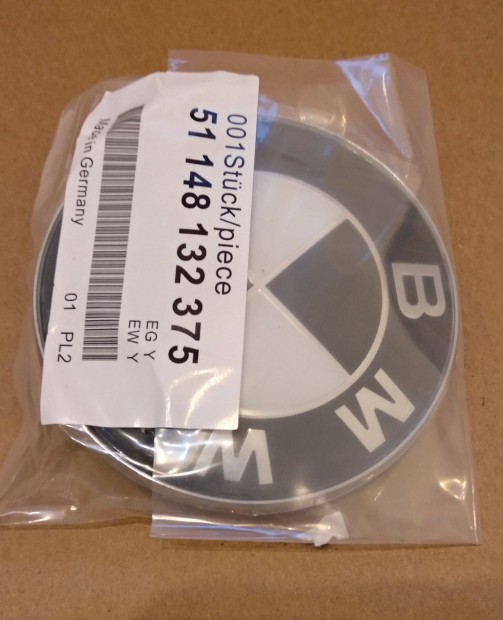 001Stück/piece
51 148 132 375
EG Y
EW Y
Made in Germany
01 PL2
B M W